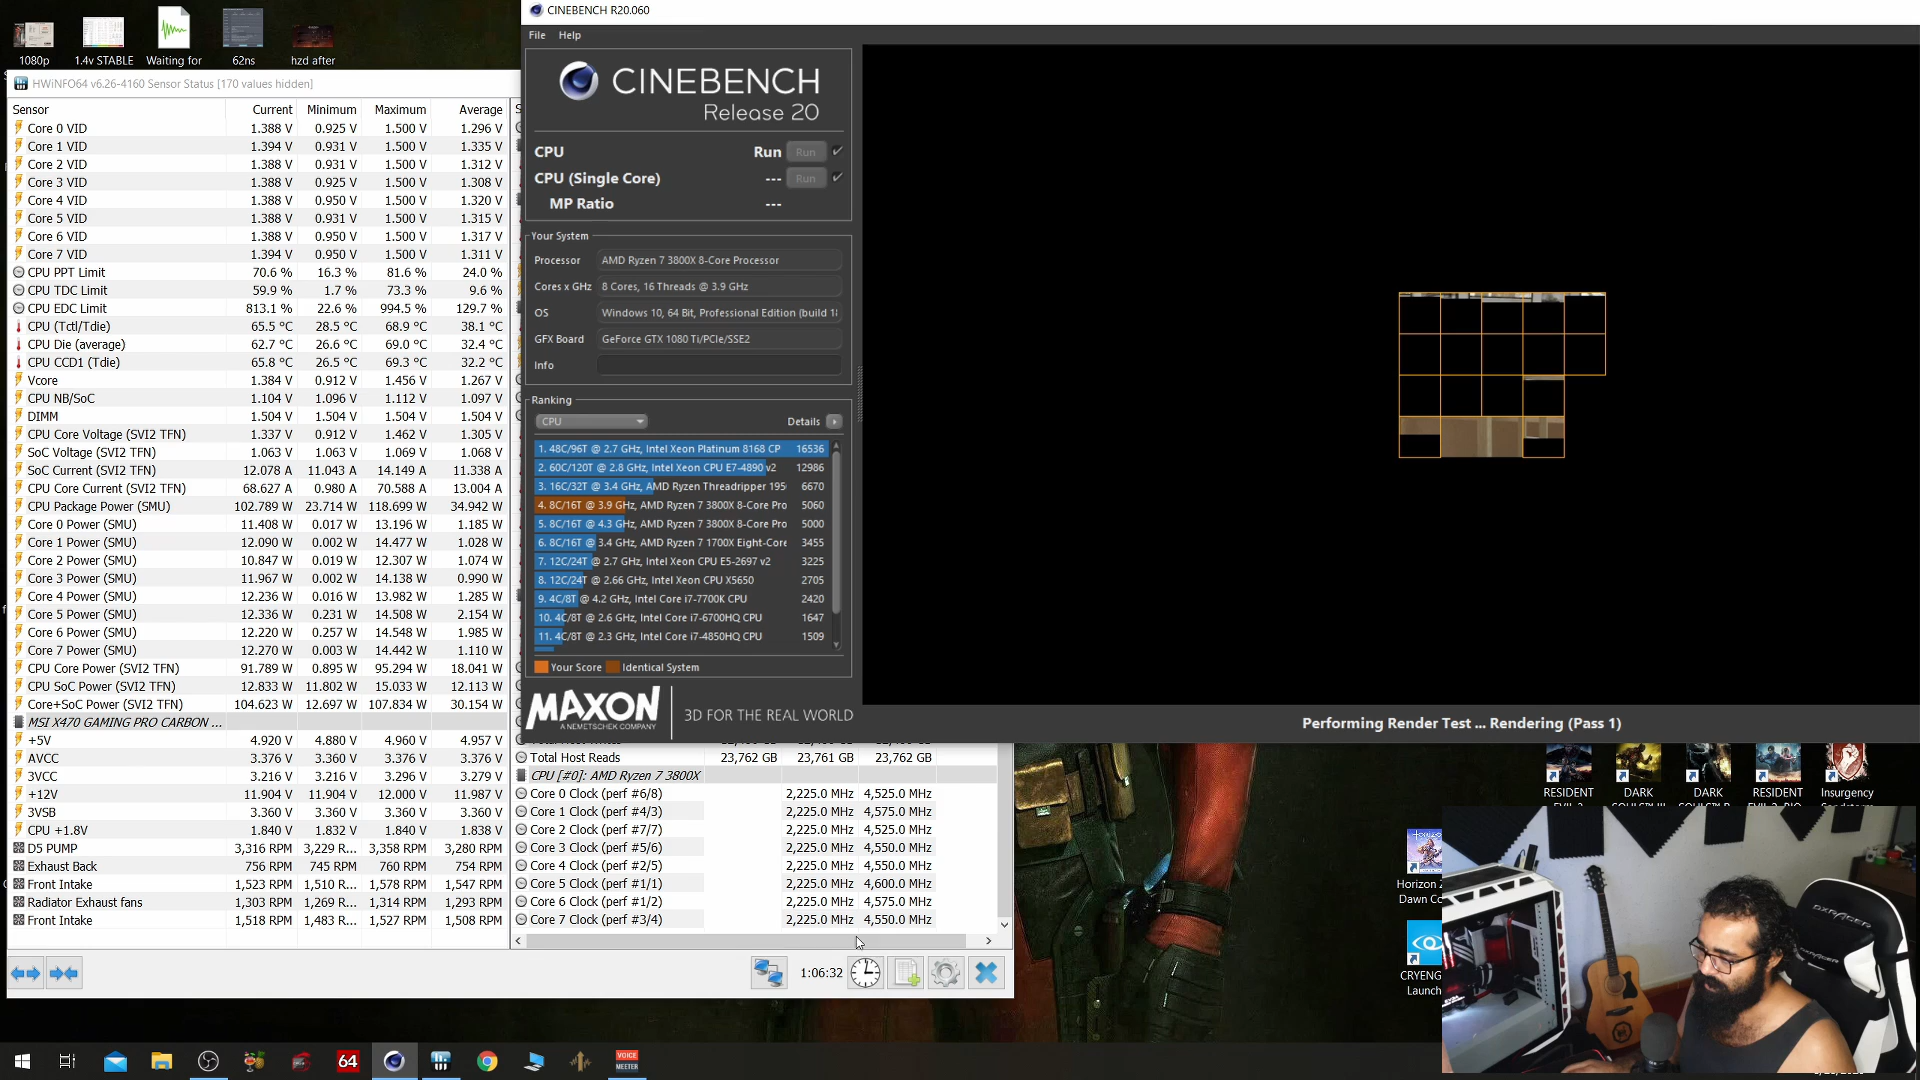 1080p
1.4v STABLE
Waiting for
62ns
hzd after
HWiNFO64 v6.26-4160 Sensor Status [170 values hidden]
Sensor Current Minimum Maximum Average
Core 0 VID 1.388 V 0.925 V 1.500 V 1.296 V
Core 1 VID 1.394 V 0.931 V 1.500 V 1.335 V
Core 2 VID 1.388 V 0.931 V 1.500 V 1.312 V
Core 3 VID 1.388 V 0.925 V 1.500 V 1.308 V
Core 4 VID 1.388 V 0.950 V 1.500 V 1.320 V
Core 5 VID 1.388 V 0.931 V 1.500 V 1.315 V
Core 6 VID 1.388 V 0.950 V 1.500 V 1.317 V
Core 7 VID 1.394 V 0.950 V 1.500 V 1.311 V
CPU PPT Limit 70.6 % 16.3 % 81.6 % 24.0 %
CPU TDC Limit 59.9 % 1.7 % 73.3 % 9.6 %
CPU EDC Limit 813.1 % 22.6 % 994.5 % 129.7 %
CPU (Tctl/Tdie) 65.5 °C 28.5 °C 68.9 °C 38.1 °C
CPU Die (average) 62.7 °C 26.6 °C 69.0 °C 32.4 °C
CPU CCD1 (Tdie) 65.8 °C 26.5 °C 69.3 °C 32.2 °C
Vcore 1.384 V 0.912 V 1.456 V 1.267 V
CPU NB/SoC 1.104 V 1.096 V 1.112 V 1.097 V
DIMM 1.504 V 1.504 V 1.504 V 1.504 V
CPU Core Voltage (SVI2 TFN) 1.337 V 0.912 V 1.462 V 1.305 V
SoC Voltage (SVI2 TFN) 1.063 V 1.063 V 1.069 V 1.068 V
SoC Current (SVI2 TFN) 12.078 A 11.043 A 14.149 A 11.338 A
CPU Core Current (SVI2 TFN) 68.627 A 0.980 A 70.588 A 13.004 A
CPU Package Power (SMU) 102.789 W 23.714 W 118.699 W 34.942 W
Core 0 Power (SMU) 11.408 W 0.017 W 13.196 W 1.185 W
Core 1 Power (SMU) 12.090 W 0.002 W 14.477 W 1.028 W
Core 2 Power (SMU) 10.847 W 0.019 W 12.307 W 1.074 W
Core 3 Power (SMU) 11.967 W 0.002 W 14.138 W 0.990 W
Core 4 Power (SMU) 12.236 W 0.016 W 13.982 W 1.285 W
Core 5 Power (SMU) 12.336 W 0.231 W 14.508 W 2.154 W
Core 6 Power (SMU) 12.220 W 0.257 W 14.548 W 1.985 W
Core 7 Power (SMU) 12.270 W 0.003 W 14.442 W 1.110 W
CPU Core Power (SVI2 TFN) 91.789 W 0.895 W 95.294 W 18.041 W
CPU SoC Power (SVI2 TFN) 12.833 W 11.802 W 15.033 W 12.113 W
Core+SoC Power (SVI2 TFN) 104.623 W 12.697 W 107.834 W 30.154 W
MSI X470 GAMING PRO CARBON ...
+5V 4.920 V 4.880 V 4.960 V 4.957 V
AVCC 3.376 V 3.360 V 3.376 V 3.376 V
3VCC 3.216 V 3.216 V 3.296 V 3.279 V
+12V 11.904 V 11.904 V 12.000 V 11.987 V
3VSB 3.360 V 3.360 V 3.360 V 3.360 V
CPU +1.8V 1.840 V 1.832 V 1.840 V 1.838 V
D5 PUMP 3,316 RPM 3,229 R... 3,358 RPM 3,280 RPM
Exhaust Back 756 RPM 745 RPM 760 RPM 754 RPM
Front Intake 1,523 RPM 1,510 R... 1,578 RPM 1,547 RPM
Radiator Exhaust fans 1,303 RPM 1,269 R... 1,314 RPM 1,293 RPM
Front Intake 1,518 RPM 1,483 R... 1,527 RPM 1,508 RPM
CINEBENCH R20.060
File Help
CINEBENCH
Release 20
CPU Run Run
CPU (Single Core) --- Run
MP Ratio ---
Your System
Processor AMD Ryzen 7 3800X 8-Core Processor
Cores x GHz 8 Cores, 16 Threads @ 3.9 GHz
OS Windows 10, 64 Bit, Professional Edition (build 18
GFX Board GeForce GTX 1080 Ti/PCIe/SSE2
Info
Ranking
CPU Details
1. 48C/96T @ 2.7 GHz, Intel Xeon Platinum 8168 CP 16536
2. 60C/120T @ 2.8 GHz, Intel Xeon CPU E7-4890 v2 12986
3. 16C/32T @ 3.4 GHz, AMD Ryzen Threadripper 195 6670
4. 8C/16T @ 3.9 GHz, AMD Ryzen 7 3800X 8-Core Pro 5060
5. 8C/16T @ 4.3 GHz, AMD Ryzen 7 3800X 8-Core Pro 5000
6. 8C/16T @ 3.4 GHz, AMD Ryzen 7 1700X Eight-Core 3455
7. 12C/24T @ 2.7 GHz, Intel Xeon CPU E5-2697 v2 3225
8. 12C/24T @ 2.66 GHz, Intel Xeon CPU X5650 2705
9. 4C/8T @ 4.2 GHz, Intel Core i7-7700K CPU 2420
10. 4C/8T @ 2.6 GHz, Intel Core i7-6700HQ CPU 1647
11. 4C/8T @ 2.3 GHz, Intel Core i7-4850HQ CPU 1509
Your Score Identical System
MAXON
A NEMETSCHEK COMPANY
3D FOR THE REAL WORLD
Performing Render Test ... Rendering (Pass 1)
Total Host Reads 23,762 GB 23,761 GB 23,762 GB
CPU [#0]: AMD Ryzen 7 3800X
Core 0 Clock (perf #6/8) 2,225.0 MHz 4,525.0 MHz
Core 1 Clock (perf #4/3) 2,225.0 MHz 4,575.0 MHz
Core 2 Clock (perf #7/7) 2,225.0 MHz 4,525.0 MHz
Core 3 Clock (perf #5/6) 2,225.0 MHz 4,550.0 MHz
Core 4 Clock (perf #2/5) 2,225.0 MHz 4,550.0 MHz
Core 5 Clock (perf #1/1) 2,225.0 MHz 4,600.0 MHz
Core 6 Clock (perf #1/2) 2,225.0 MHz 4,575.0 MHz
Core 7 Clock (perf #3/4) 2,225.0 MHz 4,550.0 MHz
1:06:32
RESIDENT
DARK
DARK
RESIDENT
Insurgency
Horizon Z
Dawn Co
CRYENG
Launch
DXRACER
64
VOICE
MEETER